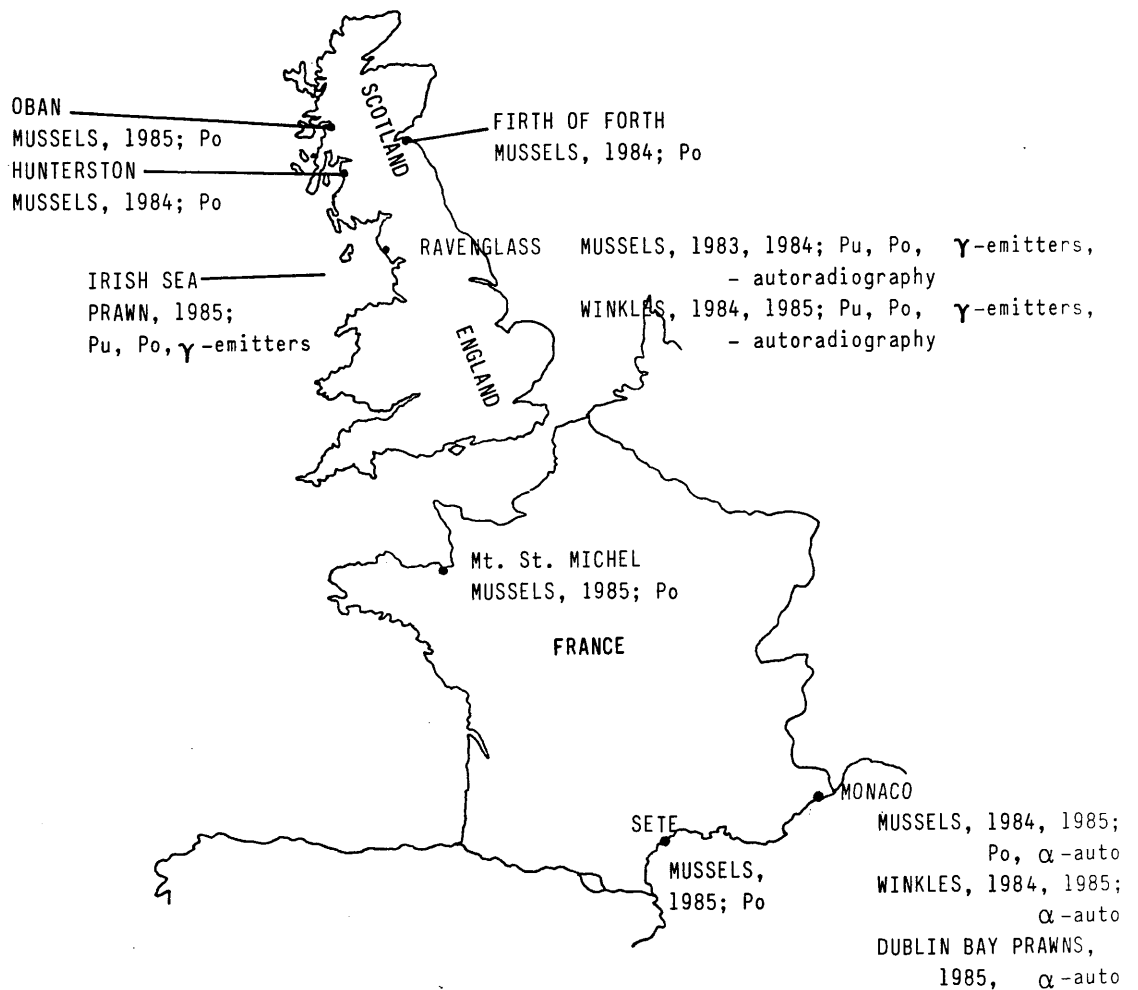 OBAN
MUSSELS, 1985; Po
HUNTERSTON
MUSSELS, 1984; Po
SCOTLAND
FIRTH OF FORTH
MUSSELS, 1984; Po
RAVENGLASS MUSSELS, 1983, 1984; Pu, Po, γ-emitters,
- autoradiography
WINKLES, 1984, 1985; Pu, Po, γ-emitters,
- autoradiography
IRISH SEA
PRAWN, 1985;
Pu, Po, γ-emitters
ENGLAND
Mt. St. MICHEL
MUSSELS, 1985; Po
FRANCE
SETE
MUSSELS,
1985; Po
MONACO
MUSSELS, 1984, 1985;
Po, α-auto
WINKLES, 1984, 1985;
α-auto
DUBLIN BAY PRAWNS,
1985, α-auto